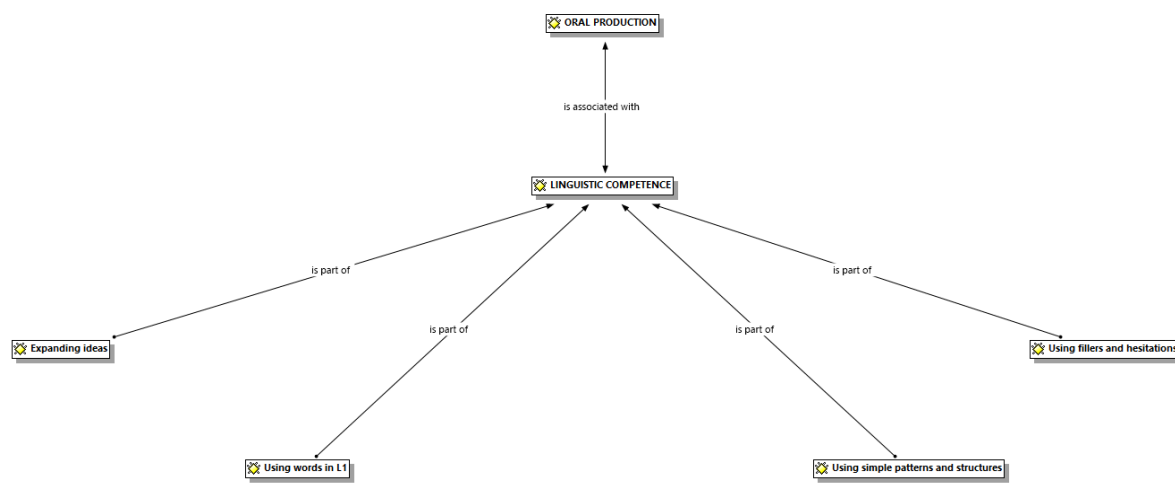 ORAL PRODUCTION
is associated with
LINGUISTIC COMPETENCE
is part of
is part of
is part of
is part of
Expanding ideas
Using fillers and hesitations
Using words in L1
Using simple patterns and structures